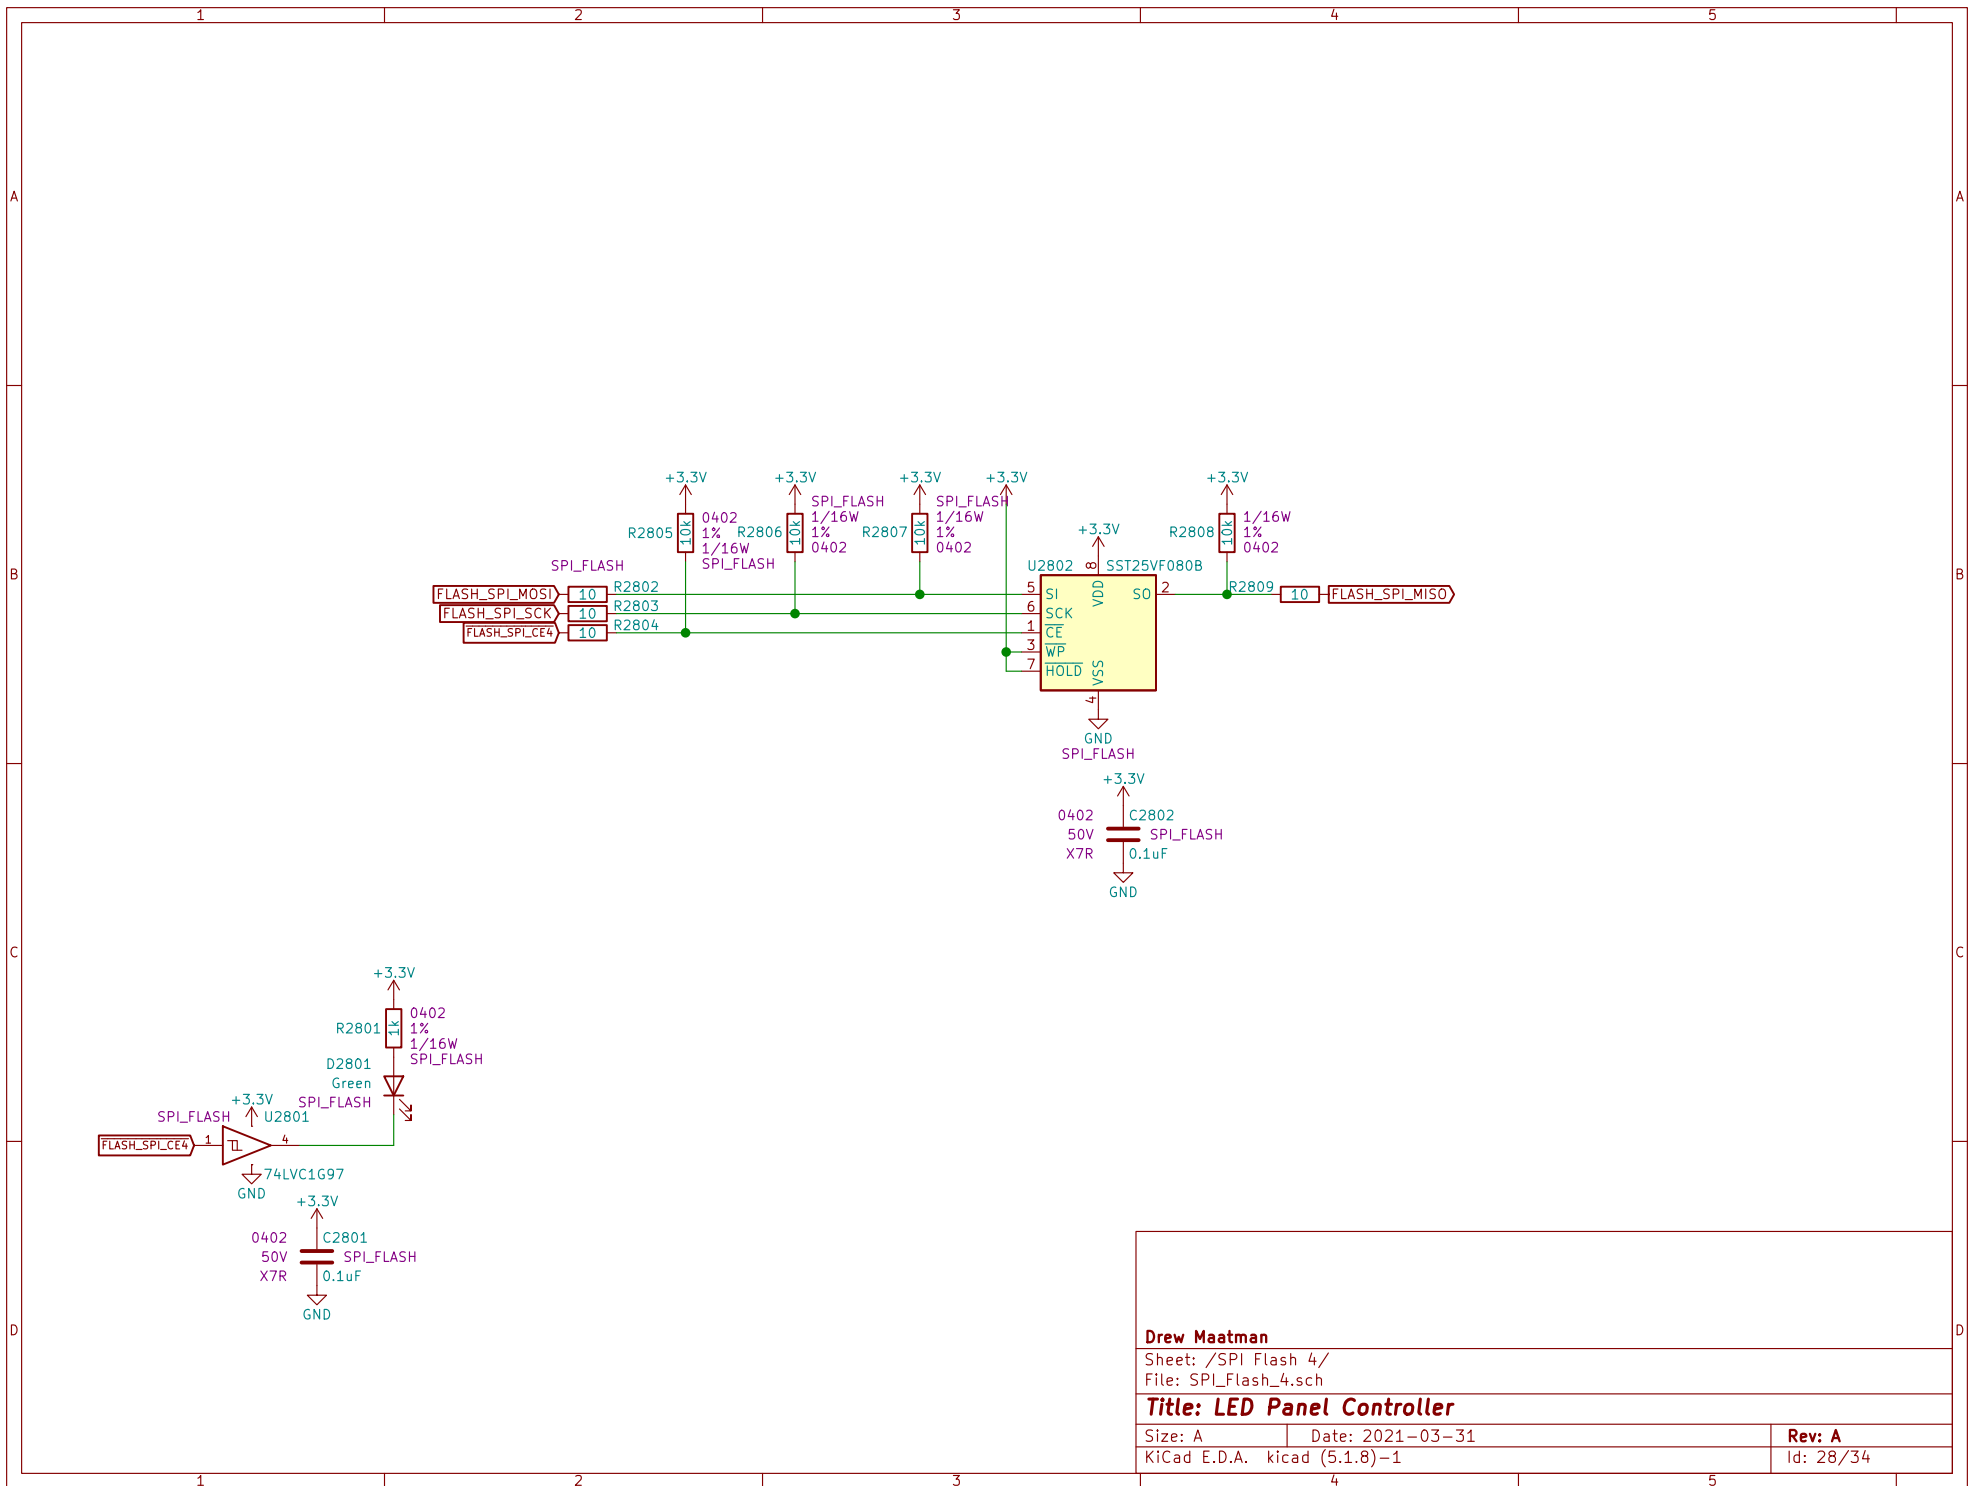 1 2 3 4 5
A A
+3.3V +3.3V +3.3V +3.3V +3.3V
R2805 10k 0402
1%
1/16W
SPI_FLASH
R2806 10k SPI_FLASH
1/16W
1%
0402
R2807 10k SPI_FLASH
1/16W
1%
0402
R2808 10k 1/16W
1%
0402
+3.3V
B B
SPI_FLASH
U2802 8 SST25VF080B
FLASH_SPI_MOSI 10 R2802 5 SI VDD SO 2 R2809 10 FLASH_SPI_MISO
FLASH_SPI_SCK 10 R2803 6 SCK
FLASH_SPI_CE4 10 R2804 1 CE
3 WP
7 HOLD VSS
4
GND
SPI_FLASH
+3.3V
0402 C2802
50V SPI_FLASH
X7R 0.1uF
GND
C C
+3.3V
R2801 1k 0402
1%
1/16W
SPI_FLASH
D2801
Green
SPI_FLASH
+3.3V
SPI_FLASH U2801
FLASH_SPI_CE4 1 4
74LVC1G97
GND
+3.3V
0402 C2801
50V SPI_FLASH
X7R 0.1uF
GND
D D
Drew Maatman
Sheet: /SPI Flash 4/
File: SPI_Flash_4.sch
Title: LED Panel Controller
Size: A Date: 2021-03-31 Rev: A
KiCad E.D.A. kicad (5.1.8)-1 Id: 28/34
1 2 3 4 5